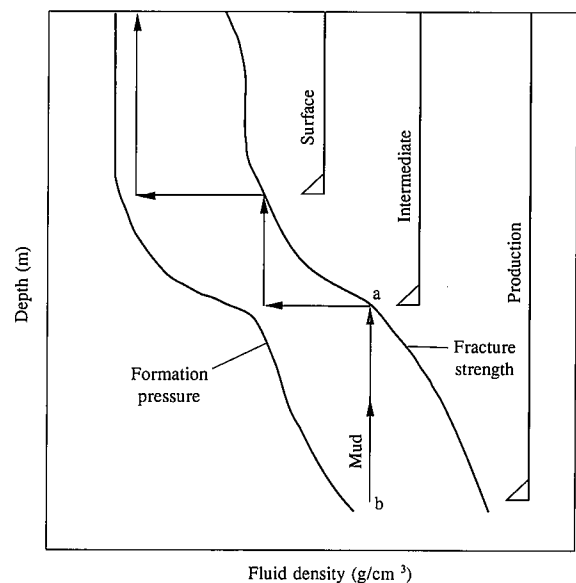 Depth (m)
Surface
Intermediate
Production
a
Formation
pressure
Fracture
strength
Mud
b
Fluid density (g/cm ³)